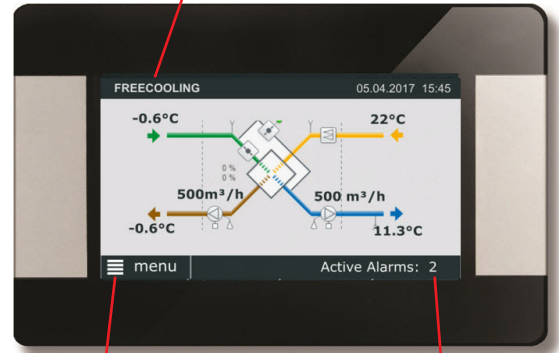 FREECOOLING 05.04.2017 15:45
-0.6°C 22°C
0 %
0 %
500m³/h 500 m³/h
-0.6°C 11.3°C
menu Active Alarms: 2